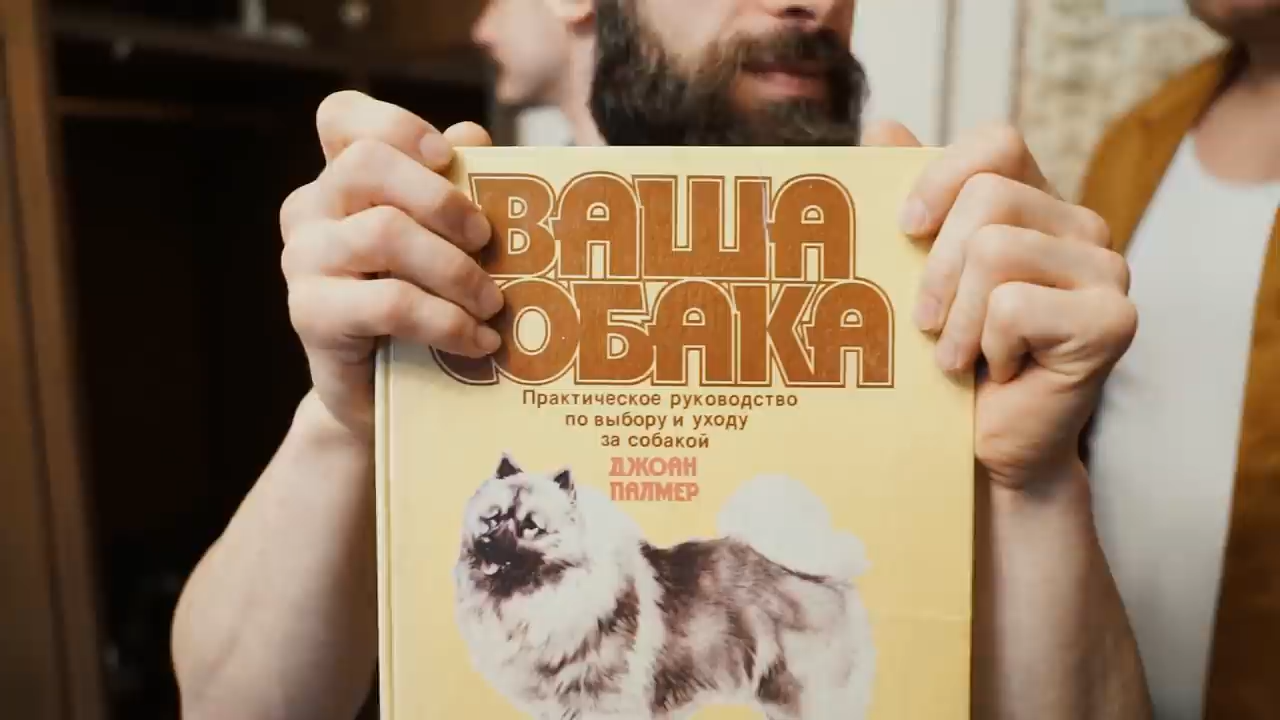 ВАША
СОБАКА
Практическое руководство
по выбору и уходу
за собакой
ДЖОАН
ПАЛМЕР